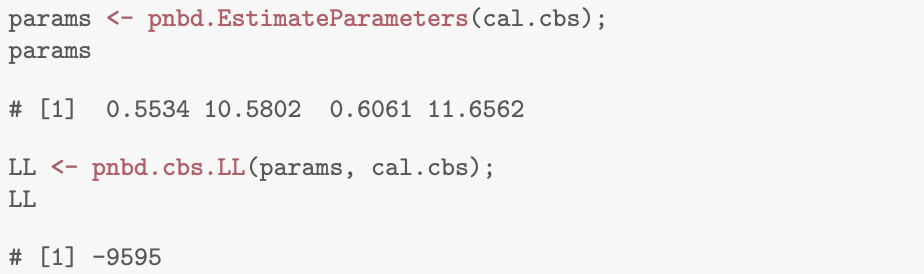 params <- pnbd.EstimateParameters(cal.cbs);
params
# [1]  0.5534 10.5802  0.6061 11.6562
LL <- pnbd.cbs.LL(params, cal.cbs);
LL
# [1] -9595